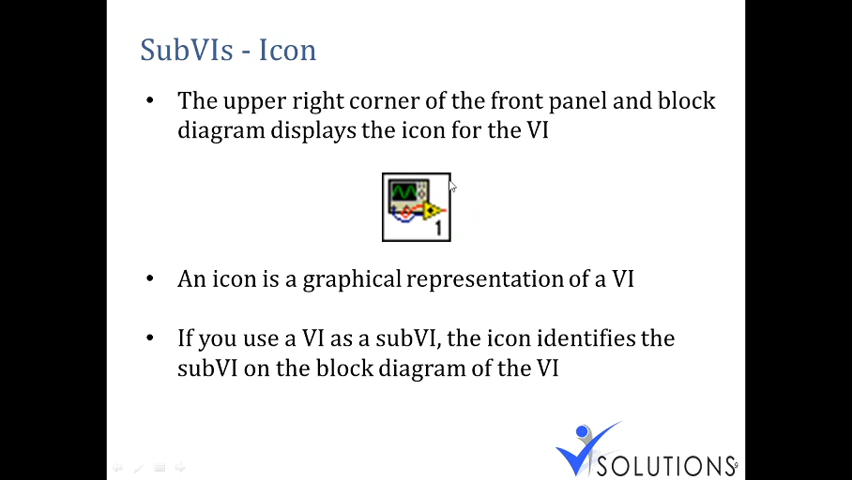 SubVIs - Icon
• The upper right corner of the front panel and block
diagram displays the icon for the VI
1
• An icon is a graphical representation of a VI
• If you use a VI as a subVI, the icon identifies the
subVI on the block diagram of the VI
VI SOLUTIONS
9